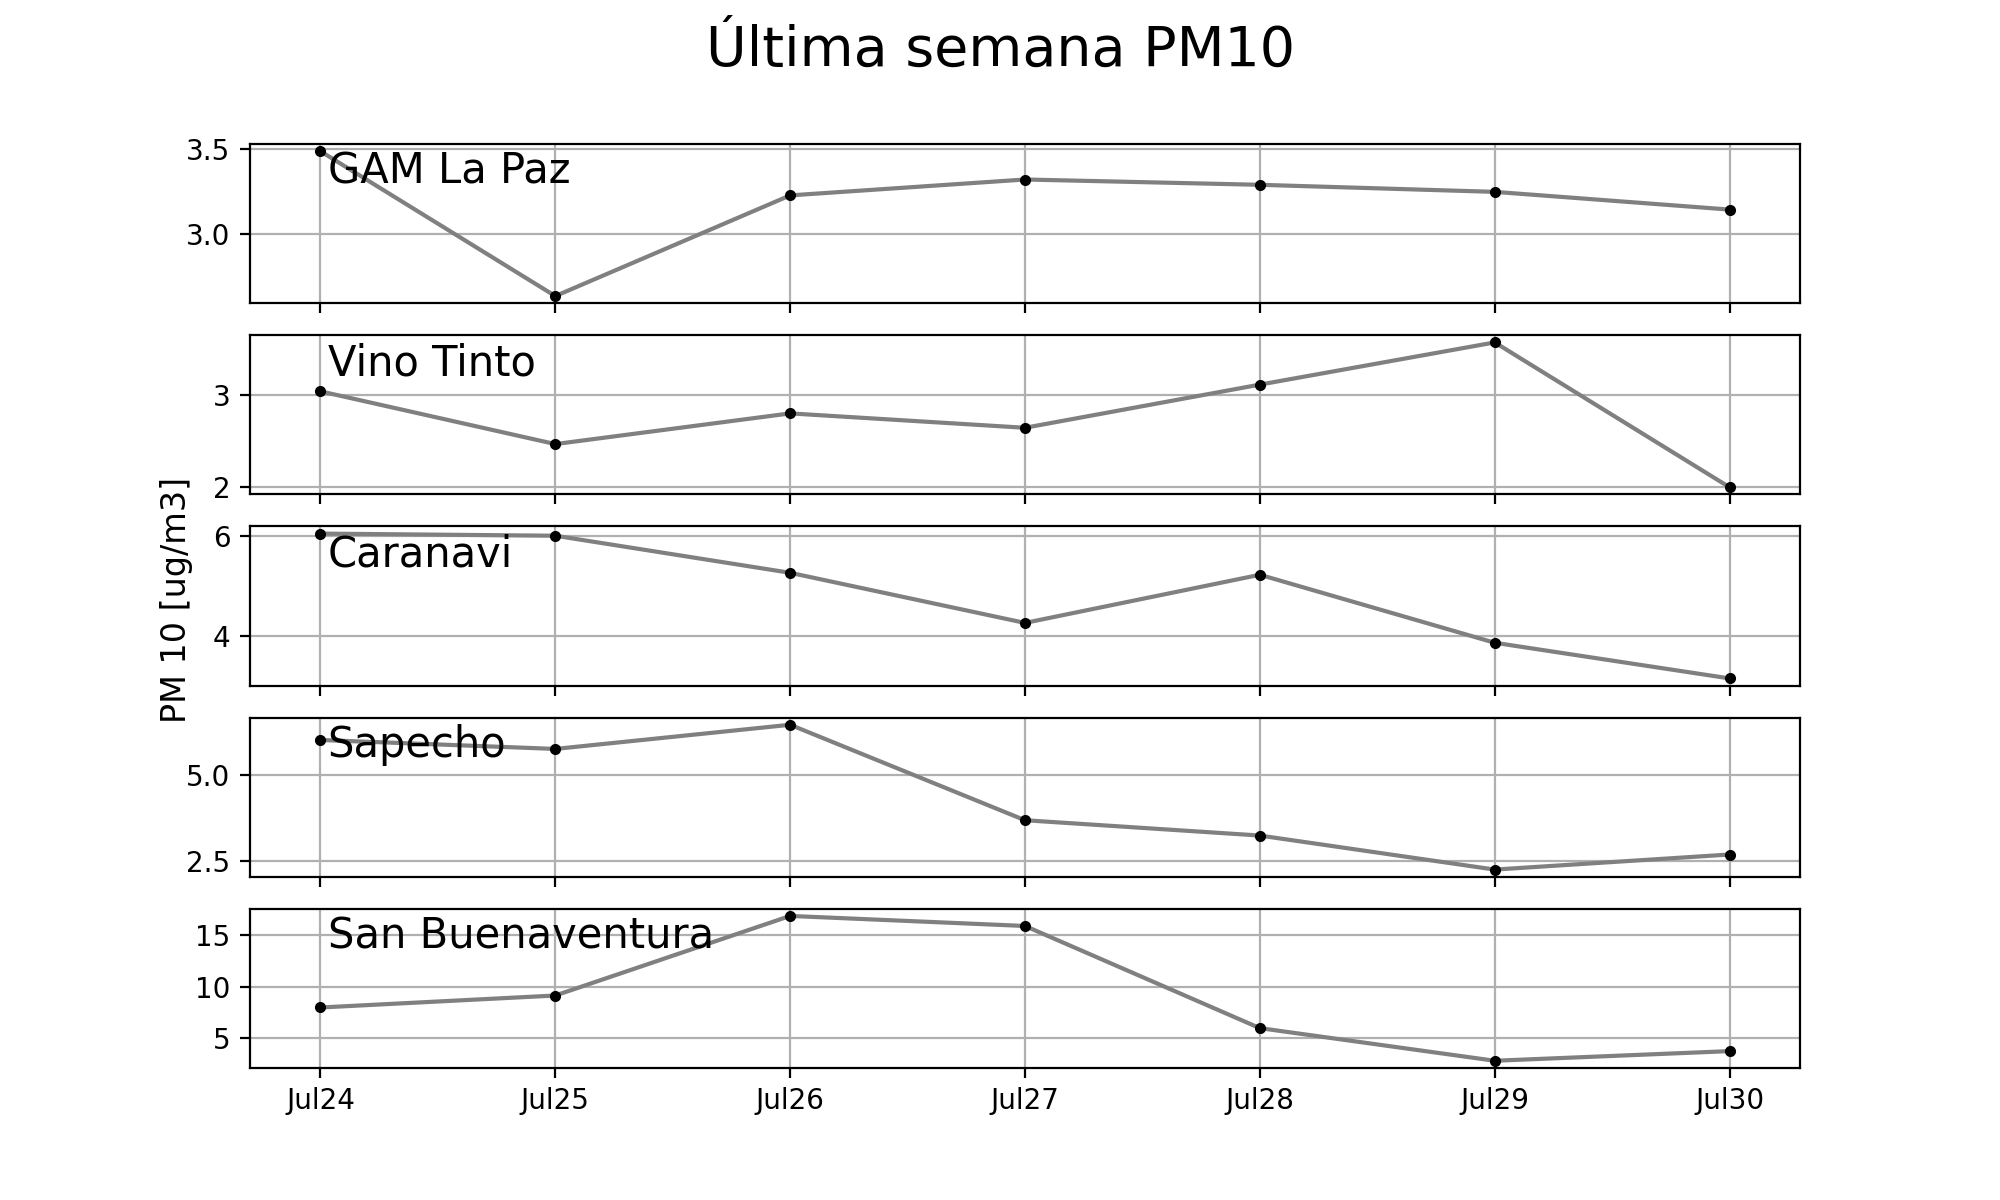 Última semana PM10
GAM La Paz
3.5
3.0
Vino Tinto
3
2
PM 10 [ug/m3]
Caranavi
6
4
Sapecho
5.0
2.5
San Buenaventura
15
10
5
Jul24 Jul25 Jul26 Jul27 Jul28 Jul29 Jul30